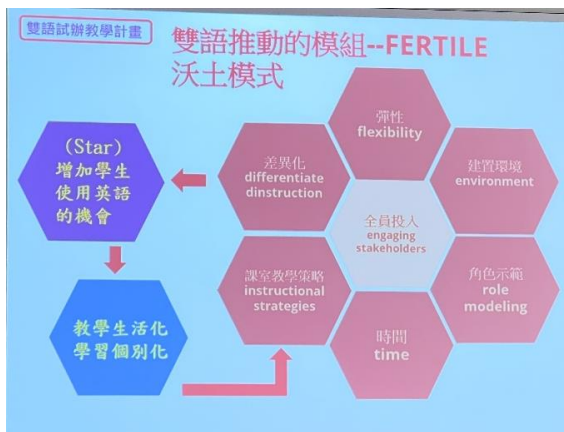 雙語試辦教學計畫
雙語推動的模組--FERTILE
沃土模式
彈性
flexibility
差異化
differentiate
dinstruction
建置環境
environment
(Star)
增加學生
使用英語
的機會
全員投入
engaging
stakeholders
課室教學策略
instructional
strategies
角色示範
role
modeling
時間
time
教學生活化
學習個別化